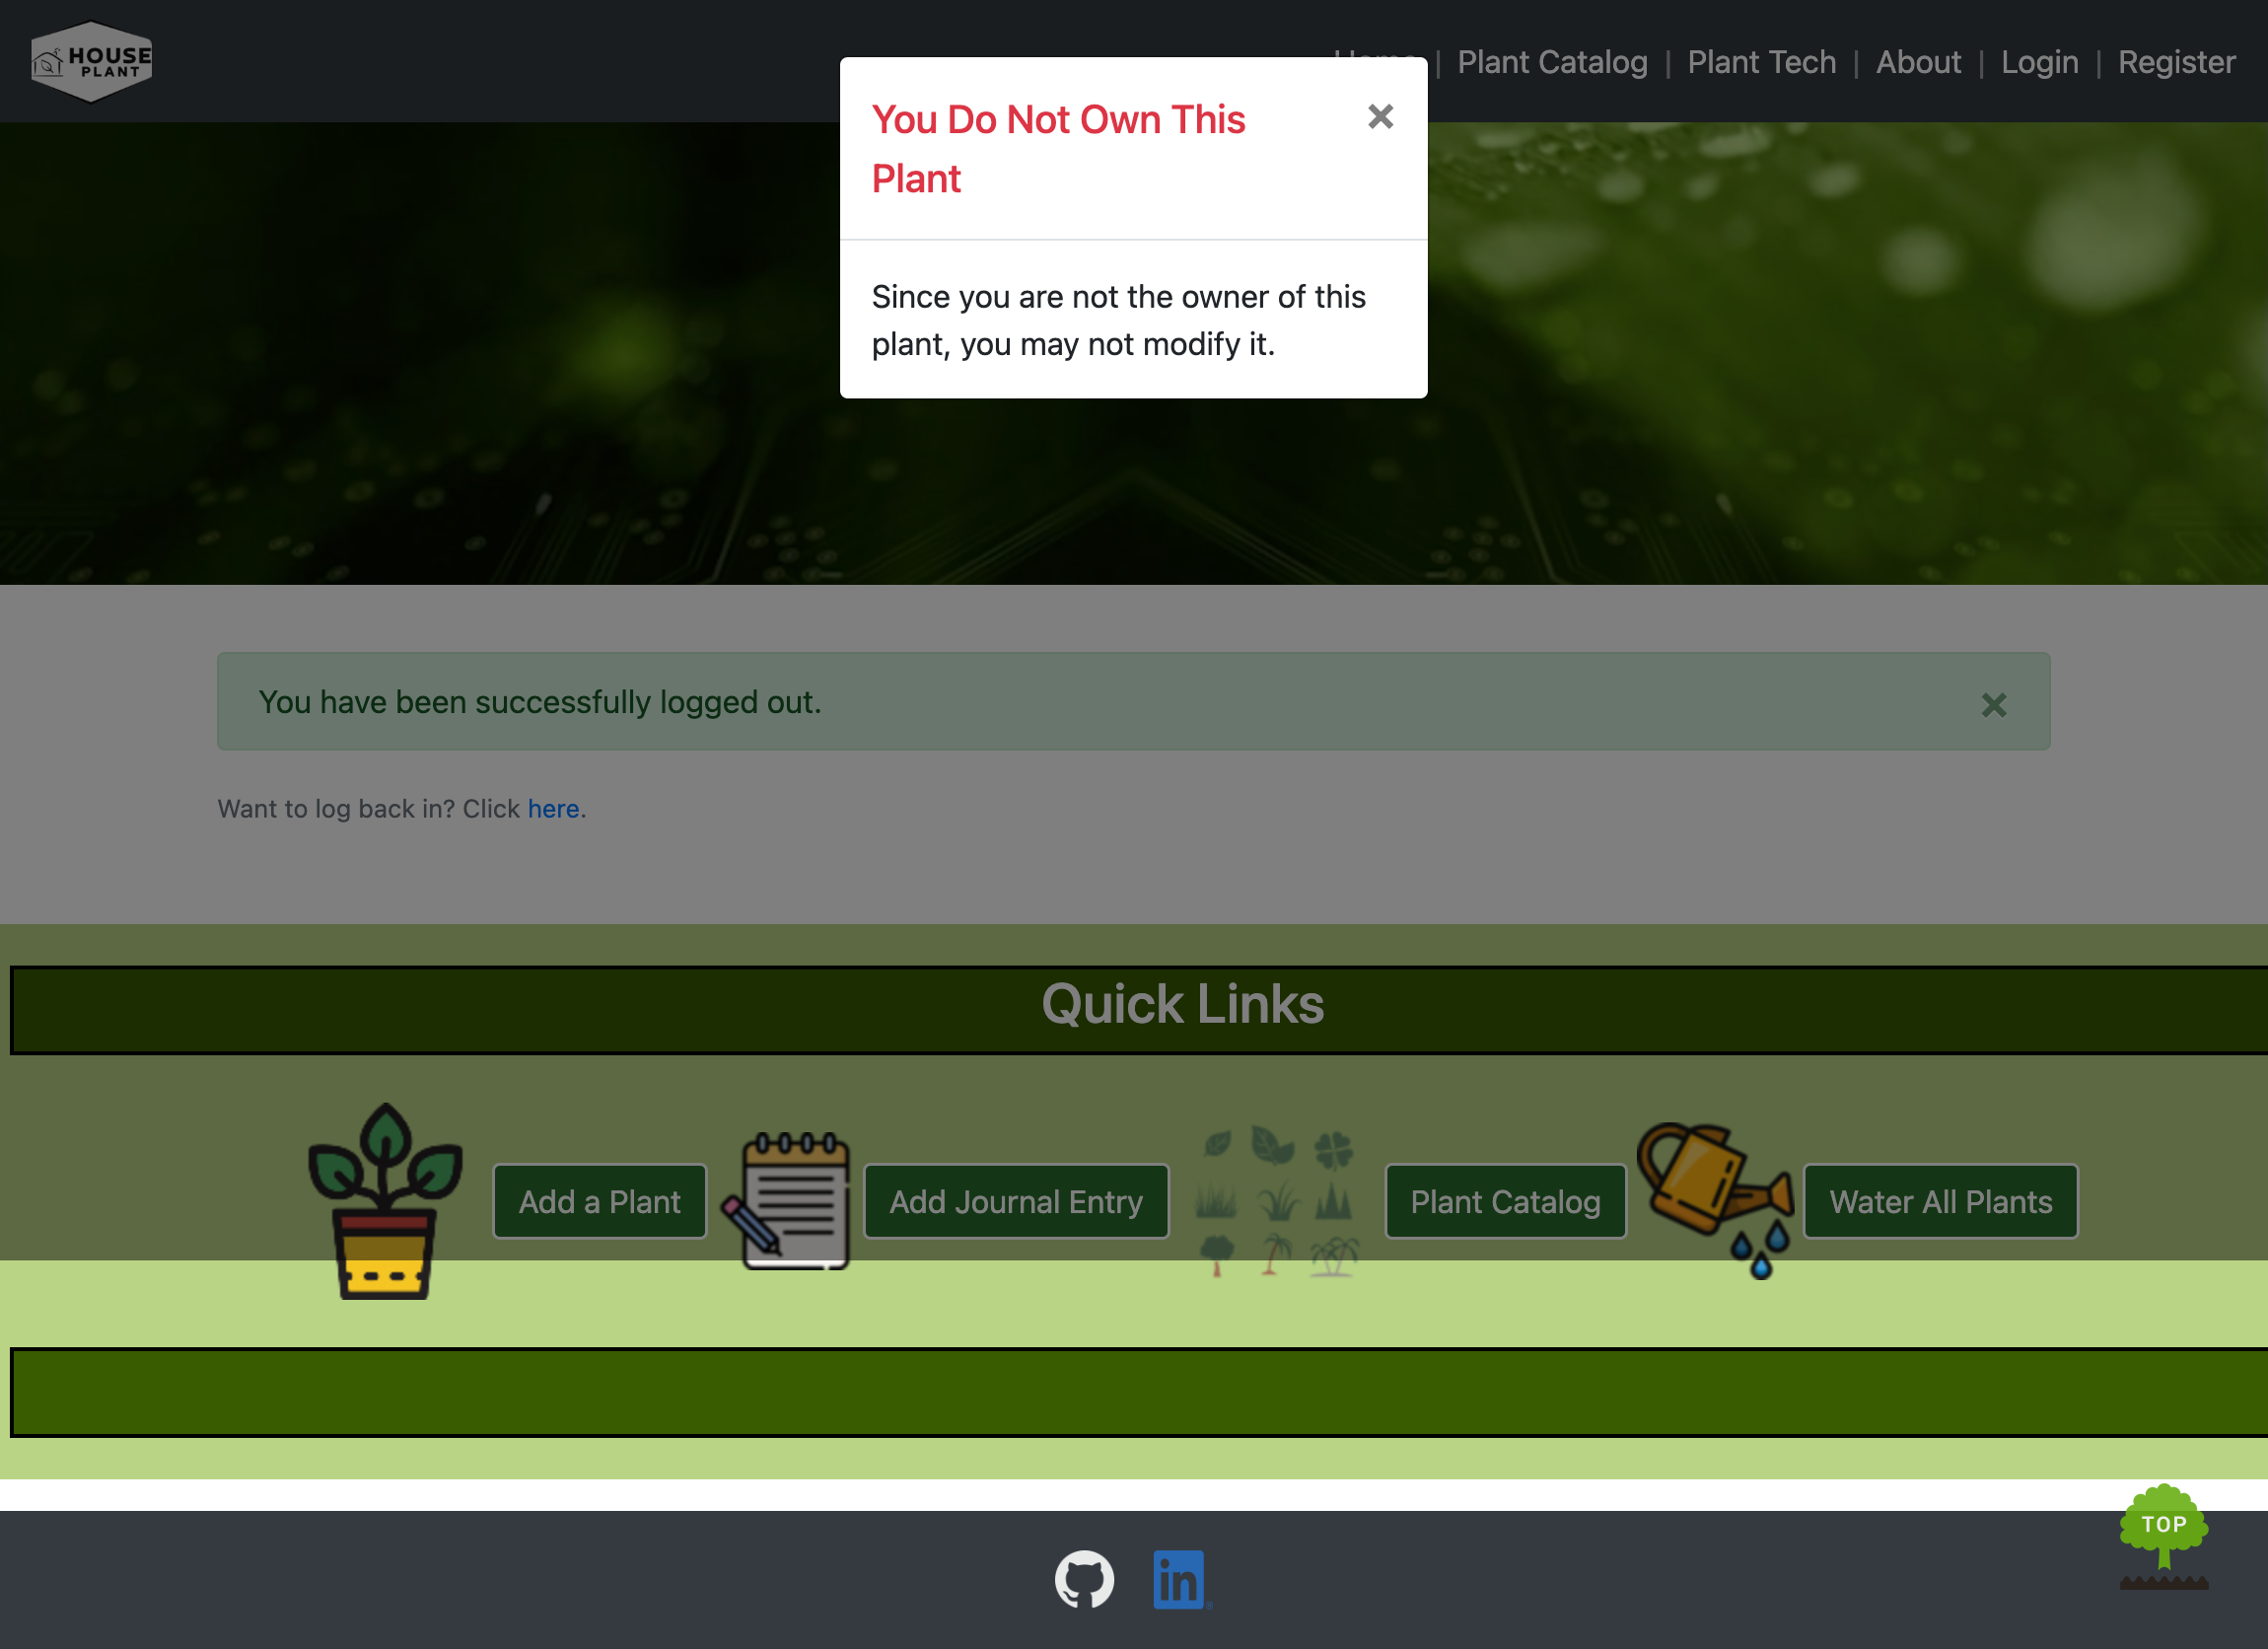 HOUSE
PLANT
Home | Plant Catalog | Plant Tech | About | Login | Register
You Do Not Own This
Plant
×
Since you are not the owner of this
plant, you may not modify it.
You have been successfully logged out.
×
Want to log back in? Click here.
Quick Links
Add a Plant
Add Journal Entry
Plant Catalog
Water All Plants
TOP
in